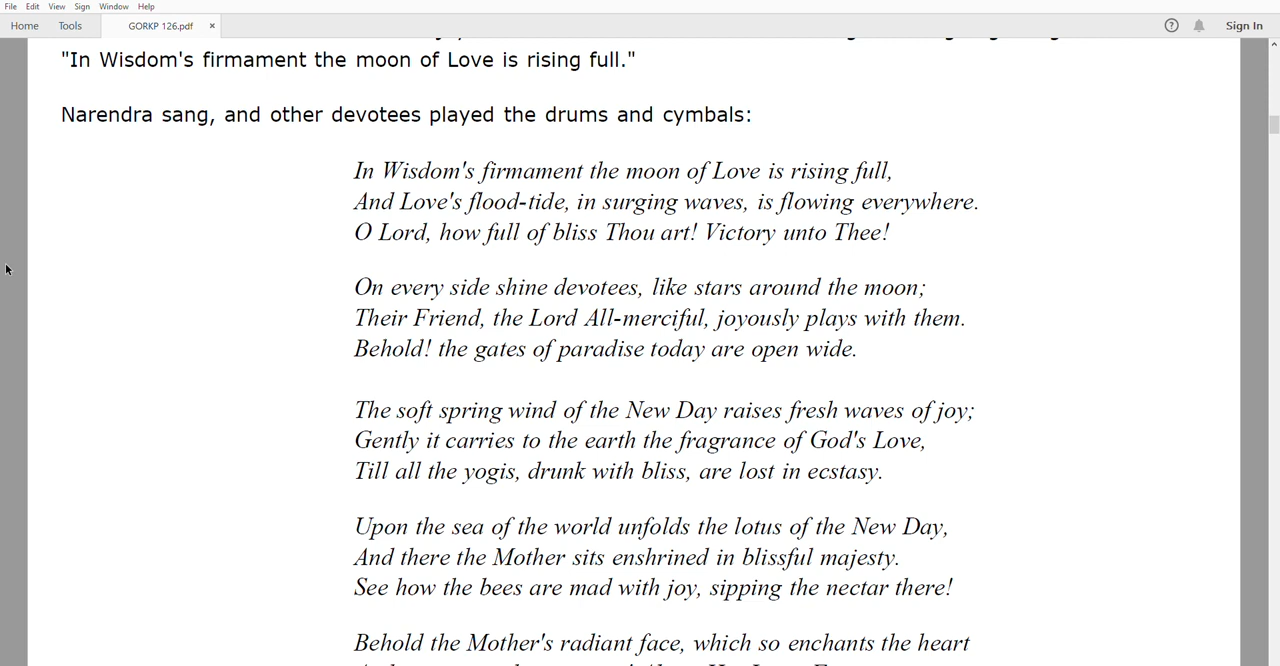 File Edit View Sign Window Help
Home Tools GORKP 126.pdf × ? Sign In
"In Wisdom's firmament the moon of Love is rising full."
Narendra sang, and other devotees played the drums and cymbals:
In Wisdom's firmament the moon of Love is rising full,
And Love's flood-tide, in surging waves, is flowing everywhere.
O Lord, how full of bliss Thou art! Victory unto Thee!
On every side shine devotees, like stars around the moon;
Their Friend, the Lord All-merciful, joyously plays with them.
Behold! the gates of paradise today are open wide.
The soft spring wind of the New Day raises fresh waves of joy;
Gently it carries to the earth the fragrance of God's Love,
Till all the yogis, drunk with bliss, are lost in ecstasy.
Upon the sea of the world unfolds the lotus of the New Day,
And there the Mother sits enshrined in blissful majesty.
See how the bees are mad with joy, sipping the nectar there!
Behold the Mother's radiant face, which so enchants the heart